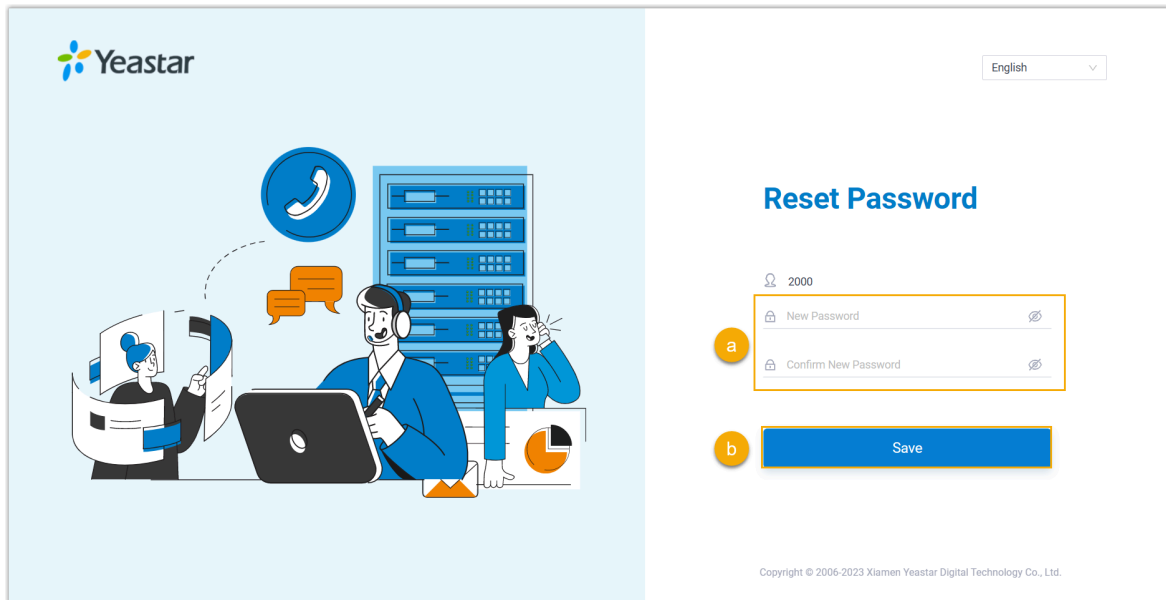 Yeastar
English
Reset Password
2000
New Password
a
Confirm New Password
b
Save
Copyright © 2006-2023 Xiamen Yeastar Digital Technology Co., Ltd.